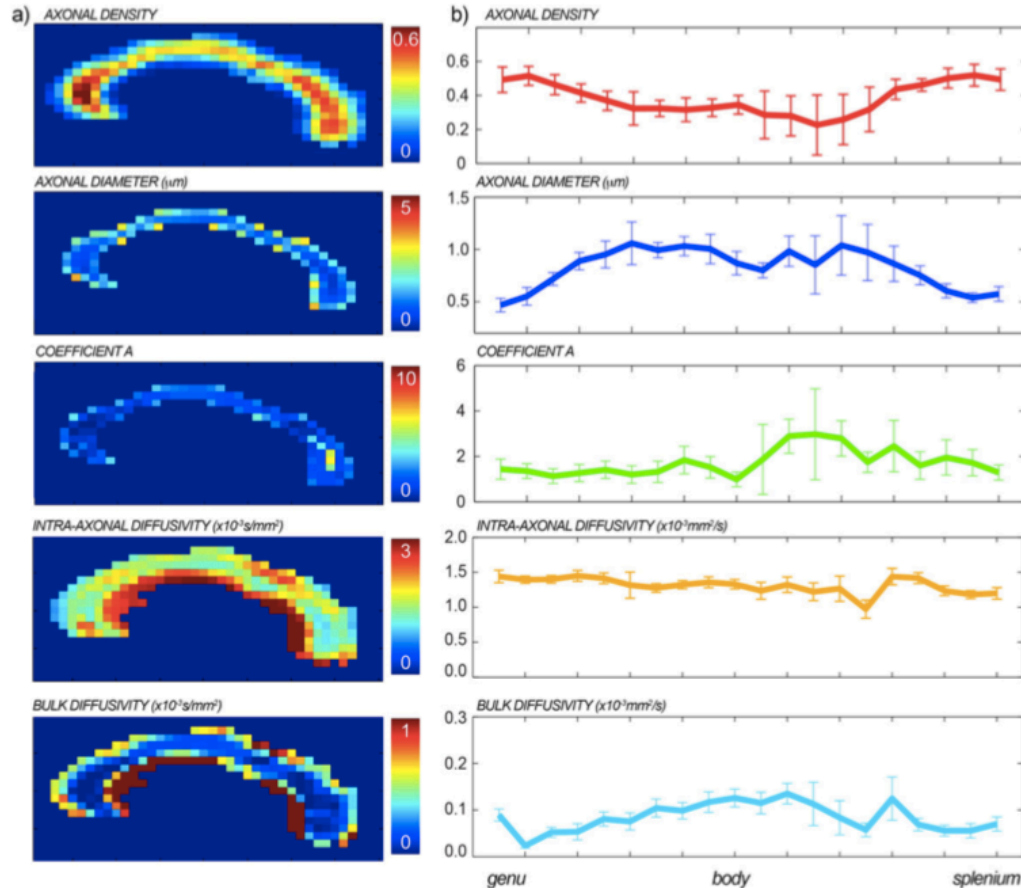 a)
AXONAL DENSITY
0.6
0
AXONAL DIAMETER (μm)
5
0
COEFFICIENT A
10
0
INTRA-AXONAL DIFFUSIVITY (x10⁻³s/mm²)
3
0
BULK DIFFUSIVITY (x10⁻³s/mm²)
1
0
b)
AXONAL DENSITY
0.6
0.4
0.2
0
AXONAL DIAMETER (μm)
1.5
1.0
0.5
COEFFICIENT A
6
4
2
0
INTRA-AXONAL DIFFUSIVITY (x10⁻³mm²/s)
2.0
1.5
1.0
0.5
0.0
BULK DIFFUSIVITY (x10⁻³mm²/s)
0.3
0.2
0.1
0.0
genu body splenium